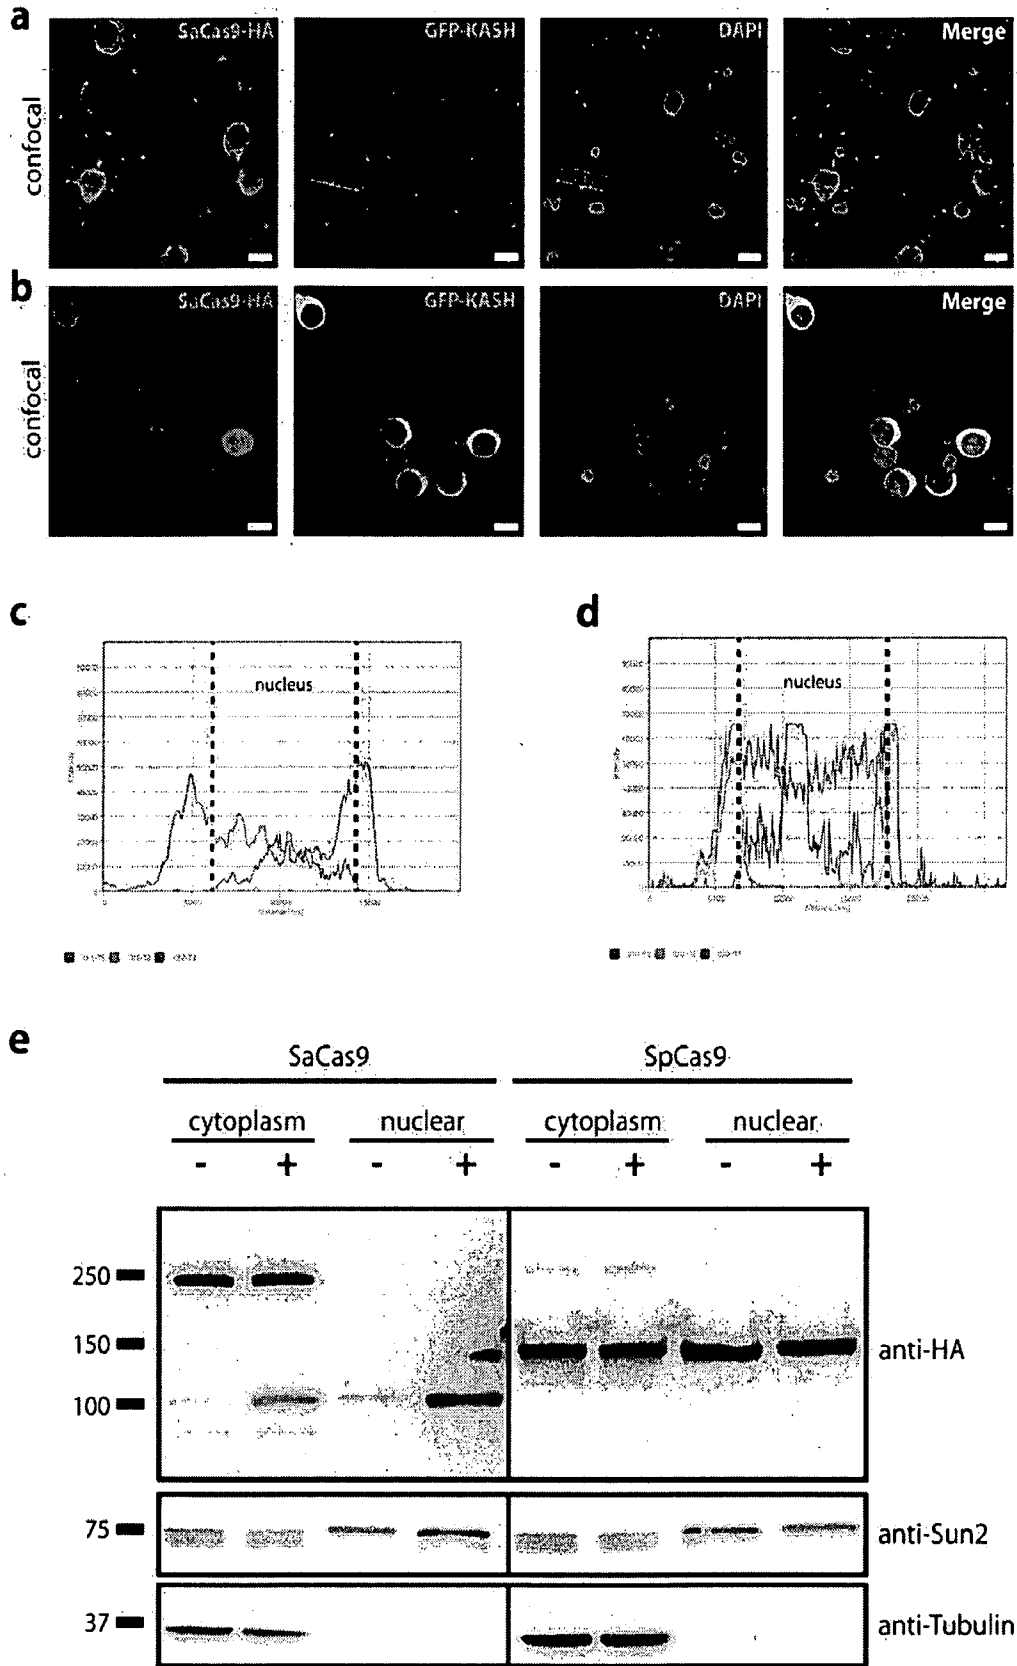 a
SaCas9-HA GFP-KASH DAPI Merge
confocal
b
SaCas9-HA GFP-KASH DAPI Merge
confocal
c
nucleus
d
nucleus
e
SaCas9 SpCas9
cytoplasm nuclear cytoplasm nuclear
- + - + - + - +
250
150
anti-HA
100
75
anti-Sun2
37
anti-Tubulin